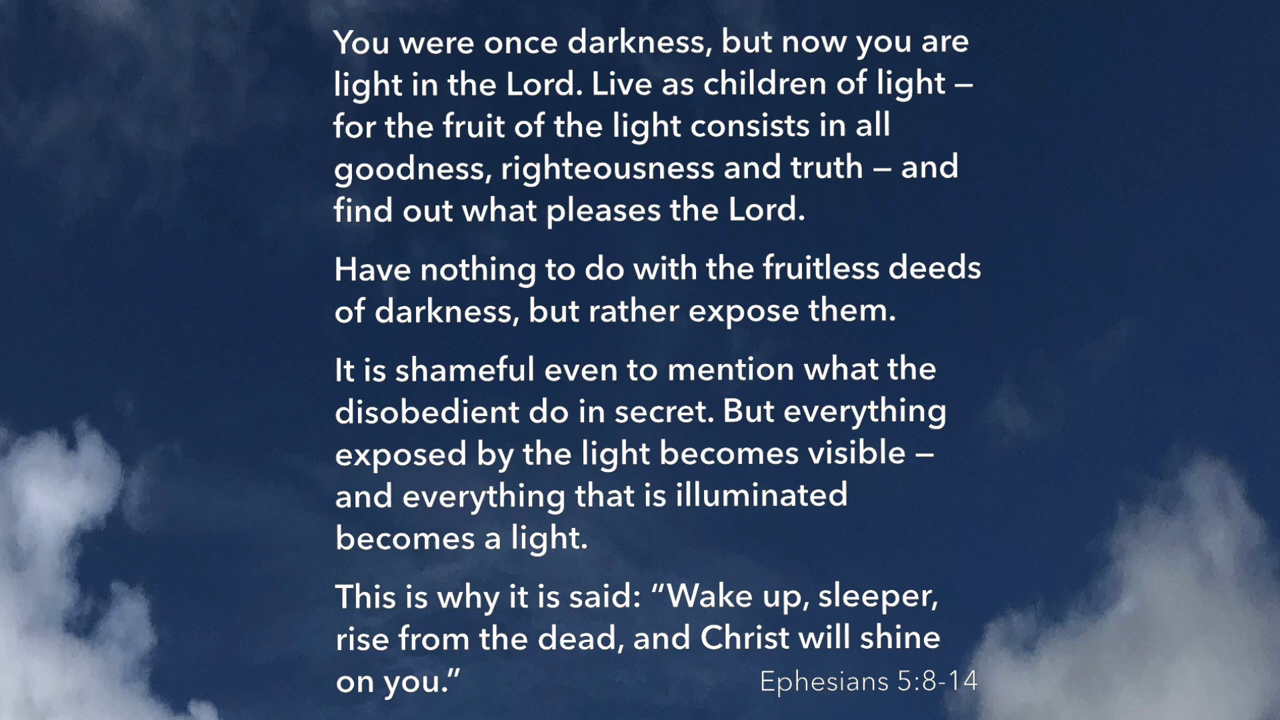 You were once darkness, but now you are
light in the Lord. Live as children of light –
for the fruit of the light consists in all
goodness, righteousness and truth – and
find out what pleases the Lord.
Have nothing to do with the fruitless deeds
of darkness, but rather expose them.
It is shameful even to mention what the
disobedient do in secret. But everything
exposed by the light becomes visible –
and everything that is illuminated
becomes a light.
This is why it is said: “Wake up, sleeper,
rise from the dead, and Christ will shine
on you.”
Ephesians 5:8-14